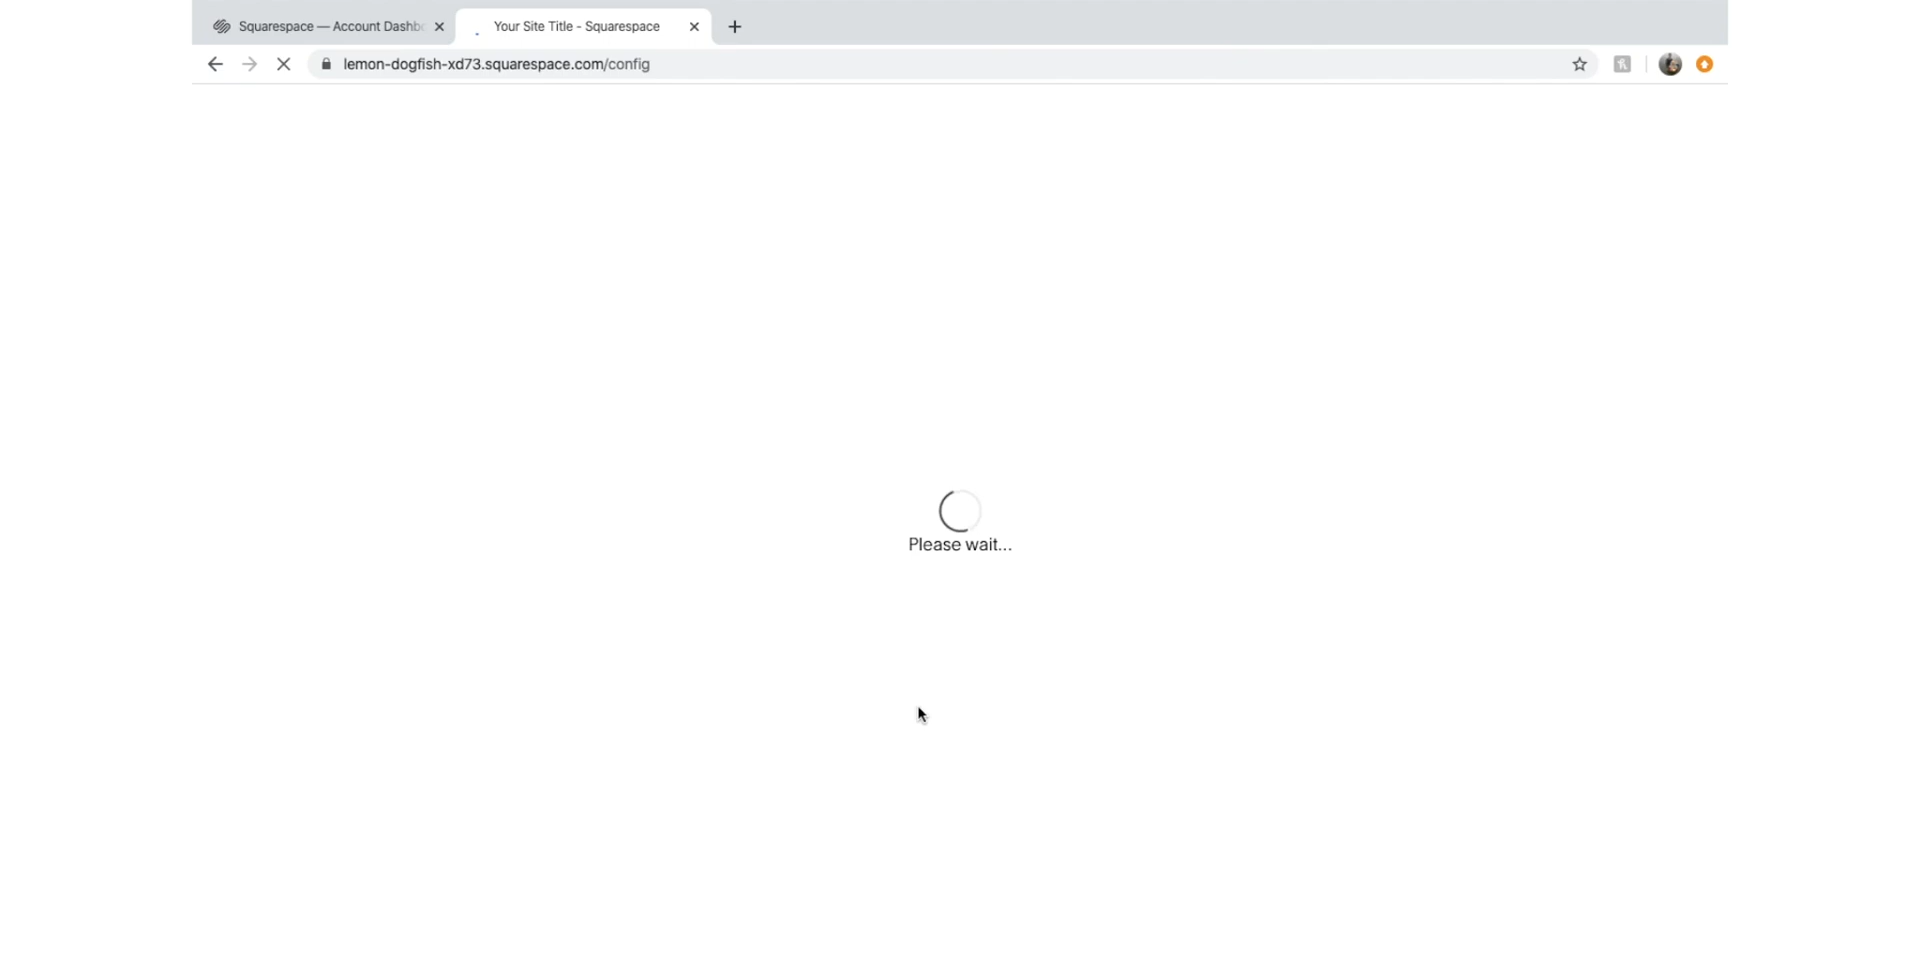 Squarespace — Account Dashb
Your Site Title - Squarespace
lemon-dogfish-xd73.squarespace.com/config
Please wait...